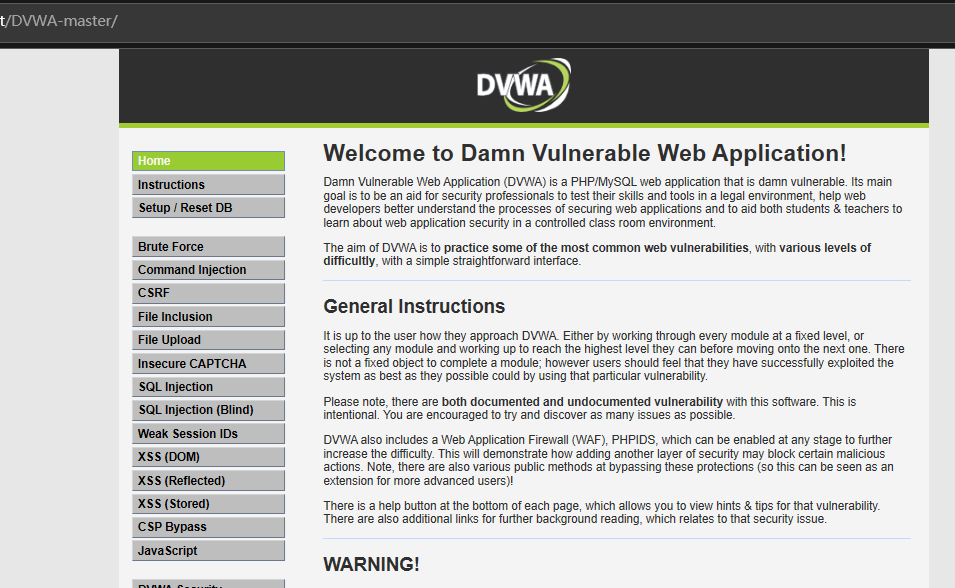 t/DVWA-master/
DVWA
Home
Instructions
Setup / Reset DB
Brute Force
Command Injection
CSRF
File Inclusion
File Upload
Insecure CAPTCHA
SQL Injection
SQL Injection (Blind)
Weak Session IDs
XSS (DOM)
XSS (Reflected)
XSS (Stored)
CSP Bypass
JavaScript
DVWA Security
Welcome to Damn Vulnerable Web Application!
Damn Vulnerable Web Application (DVWA) is a PHP/MySQL web application that is damn vulnerable. Its main
goal is to be an aid for security professionals to test their skills and tools in a legal environment, help web
developers better understand the processes of securing web applications and to aid both students & teachers to
learn about web application security in a controlled class room environment.
The aim of DVWA is to practice some of the most common web vulnerabilities, with various levels of
difficultly, with a simple straightforward interface.
General Instructions
It is up to the user how they approach DVWA. Either by working through every module at a fixed level, or
selecting any module and working up to reach the highest level they can before moving onto the next one. There
is not a fixed object to complete a module; however users should feel that they have successfully exploited the
system as best as they possible could by using that particular vulnerability.
Please note, there are both documented and undocumented vulnerability with this software. This is
intentional. You are encouraged to try and discover as many issues as possible.
DVWA also includes a Web Application Firewall (WAF), PHPIDS, which can be enabled at any stage to further
increase the difficulty. This will demonstrate how adding another layer of security may block certain malicious
actions. Note, there are also various public methods at bypassing these protections (so this can be seen as an
extension for more advanced users)!
There is a help button at the bottom of each page, which allows you to view hints & tips for that vulnerability.
There are also additional links for further background reading, which relates to that security issue.
WARNING!